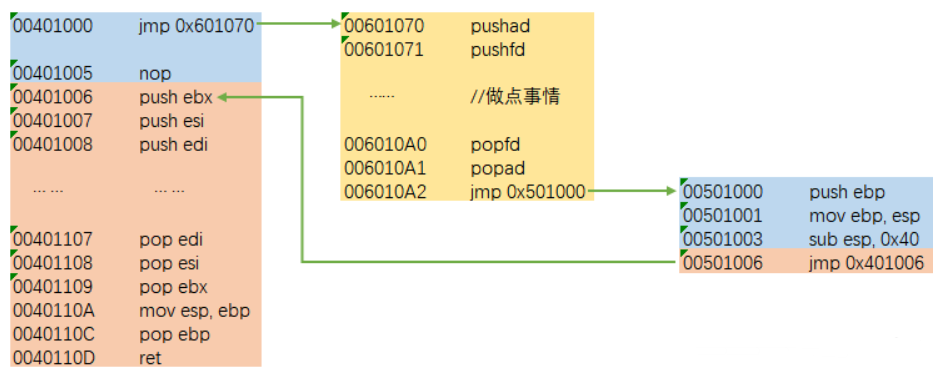 00401000 jmp 0x601070
00401005 nop
00401006 push ebx
00401007 push esi
00401008 push edi
... ... ... ...
00401107 pop edi
00401108 pop esi
00401109 pop ebx
0040110A mov esp, ebp
0040110C pop ebp
0040110D ret
00601070 pushad
00601071 pushfd
...... //做点事情
006010A0 popfd
006010A1 popad
006010A2 jmp 0x501000
00501000 push ebp
00501001 mov ebp, esp
00501003 sub esp, 0x40
00501006 jmp 0x401006